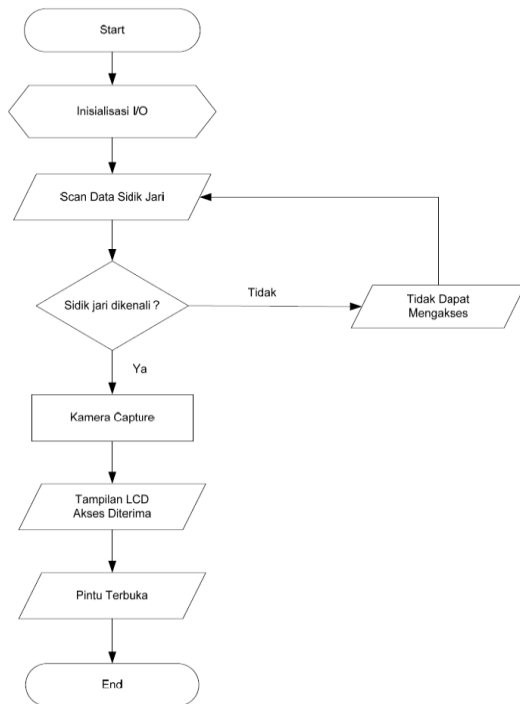 Start
Inisialisasi I/O
Scan Data Sidik Jari
Sidik jari dikenali ?
Tidak
Tidak Dapat
Mengakses
Ya
Kamera Capture
Tampilan LCD
Akses Diterima
Pintu Terbuka
End